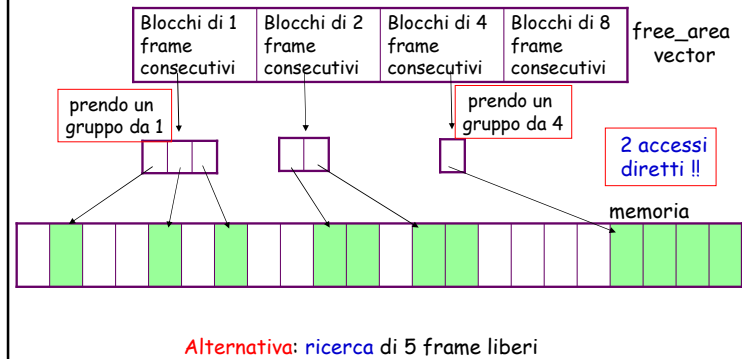 Blocchi di 1
frame
consecutivi
Blocchi di 2
frame
consecutivi
Blocchi di 4
frame
consecutivi
Blocchi di 8
frame
consecutivi
free_area
vector
prendo un
gruppo da 1
prendo un
gruppo da 4
2 accessi
diretti !!
memoria
Alternativa: ricerca di 5 frame liberi